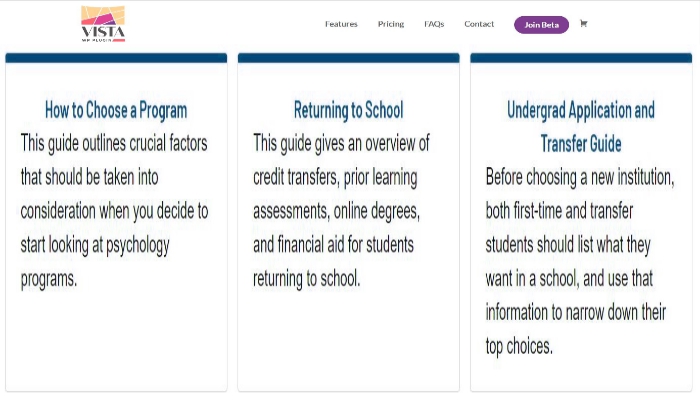 VISTA
WP PLUGIN
Features Pricing FAQs Contact Join Beta
How to Choose a Program
This guide outlines crucial factors
that should be taken into
consideration when you decide to
start looking at psychology
programs.
Returning to School
This guide gives an overview of
credit transfers, prior learning
assessments, online degrees,
and financial aid for students
returning to school.
Undergrad Application and
Transfer Guide
Before choosing a new institution,
both first-time and transfer
students should list what they
want in a school, and use that
information to narrow down their
top choices.